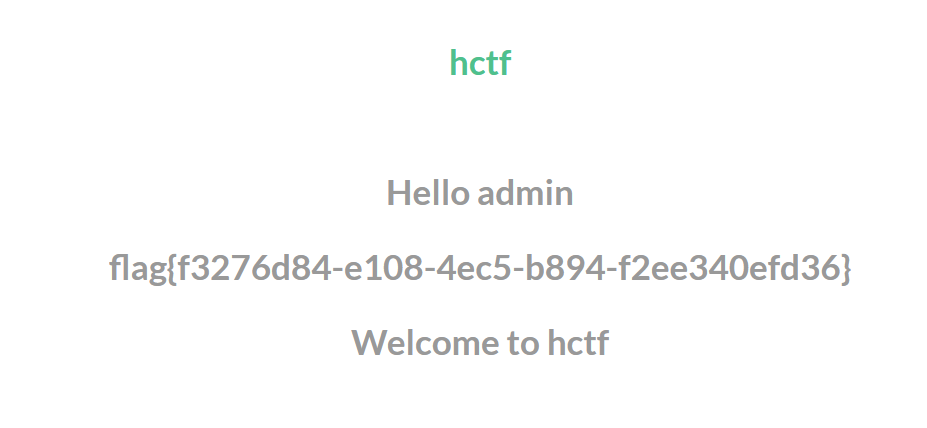 hctf
Hello admin
flag{f3276d84-e108-4ec5-b894-f2ee340efd36}
Welcome to hctf